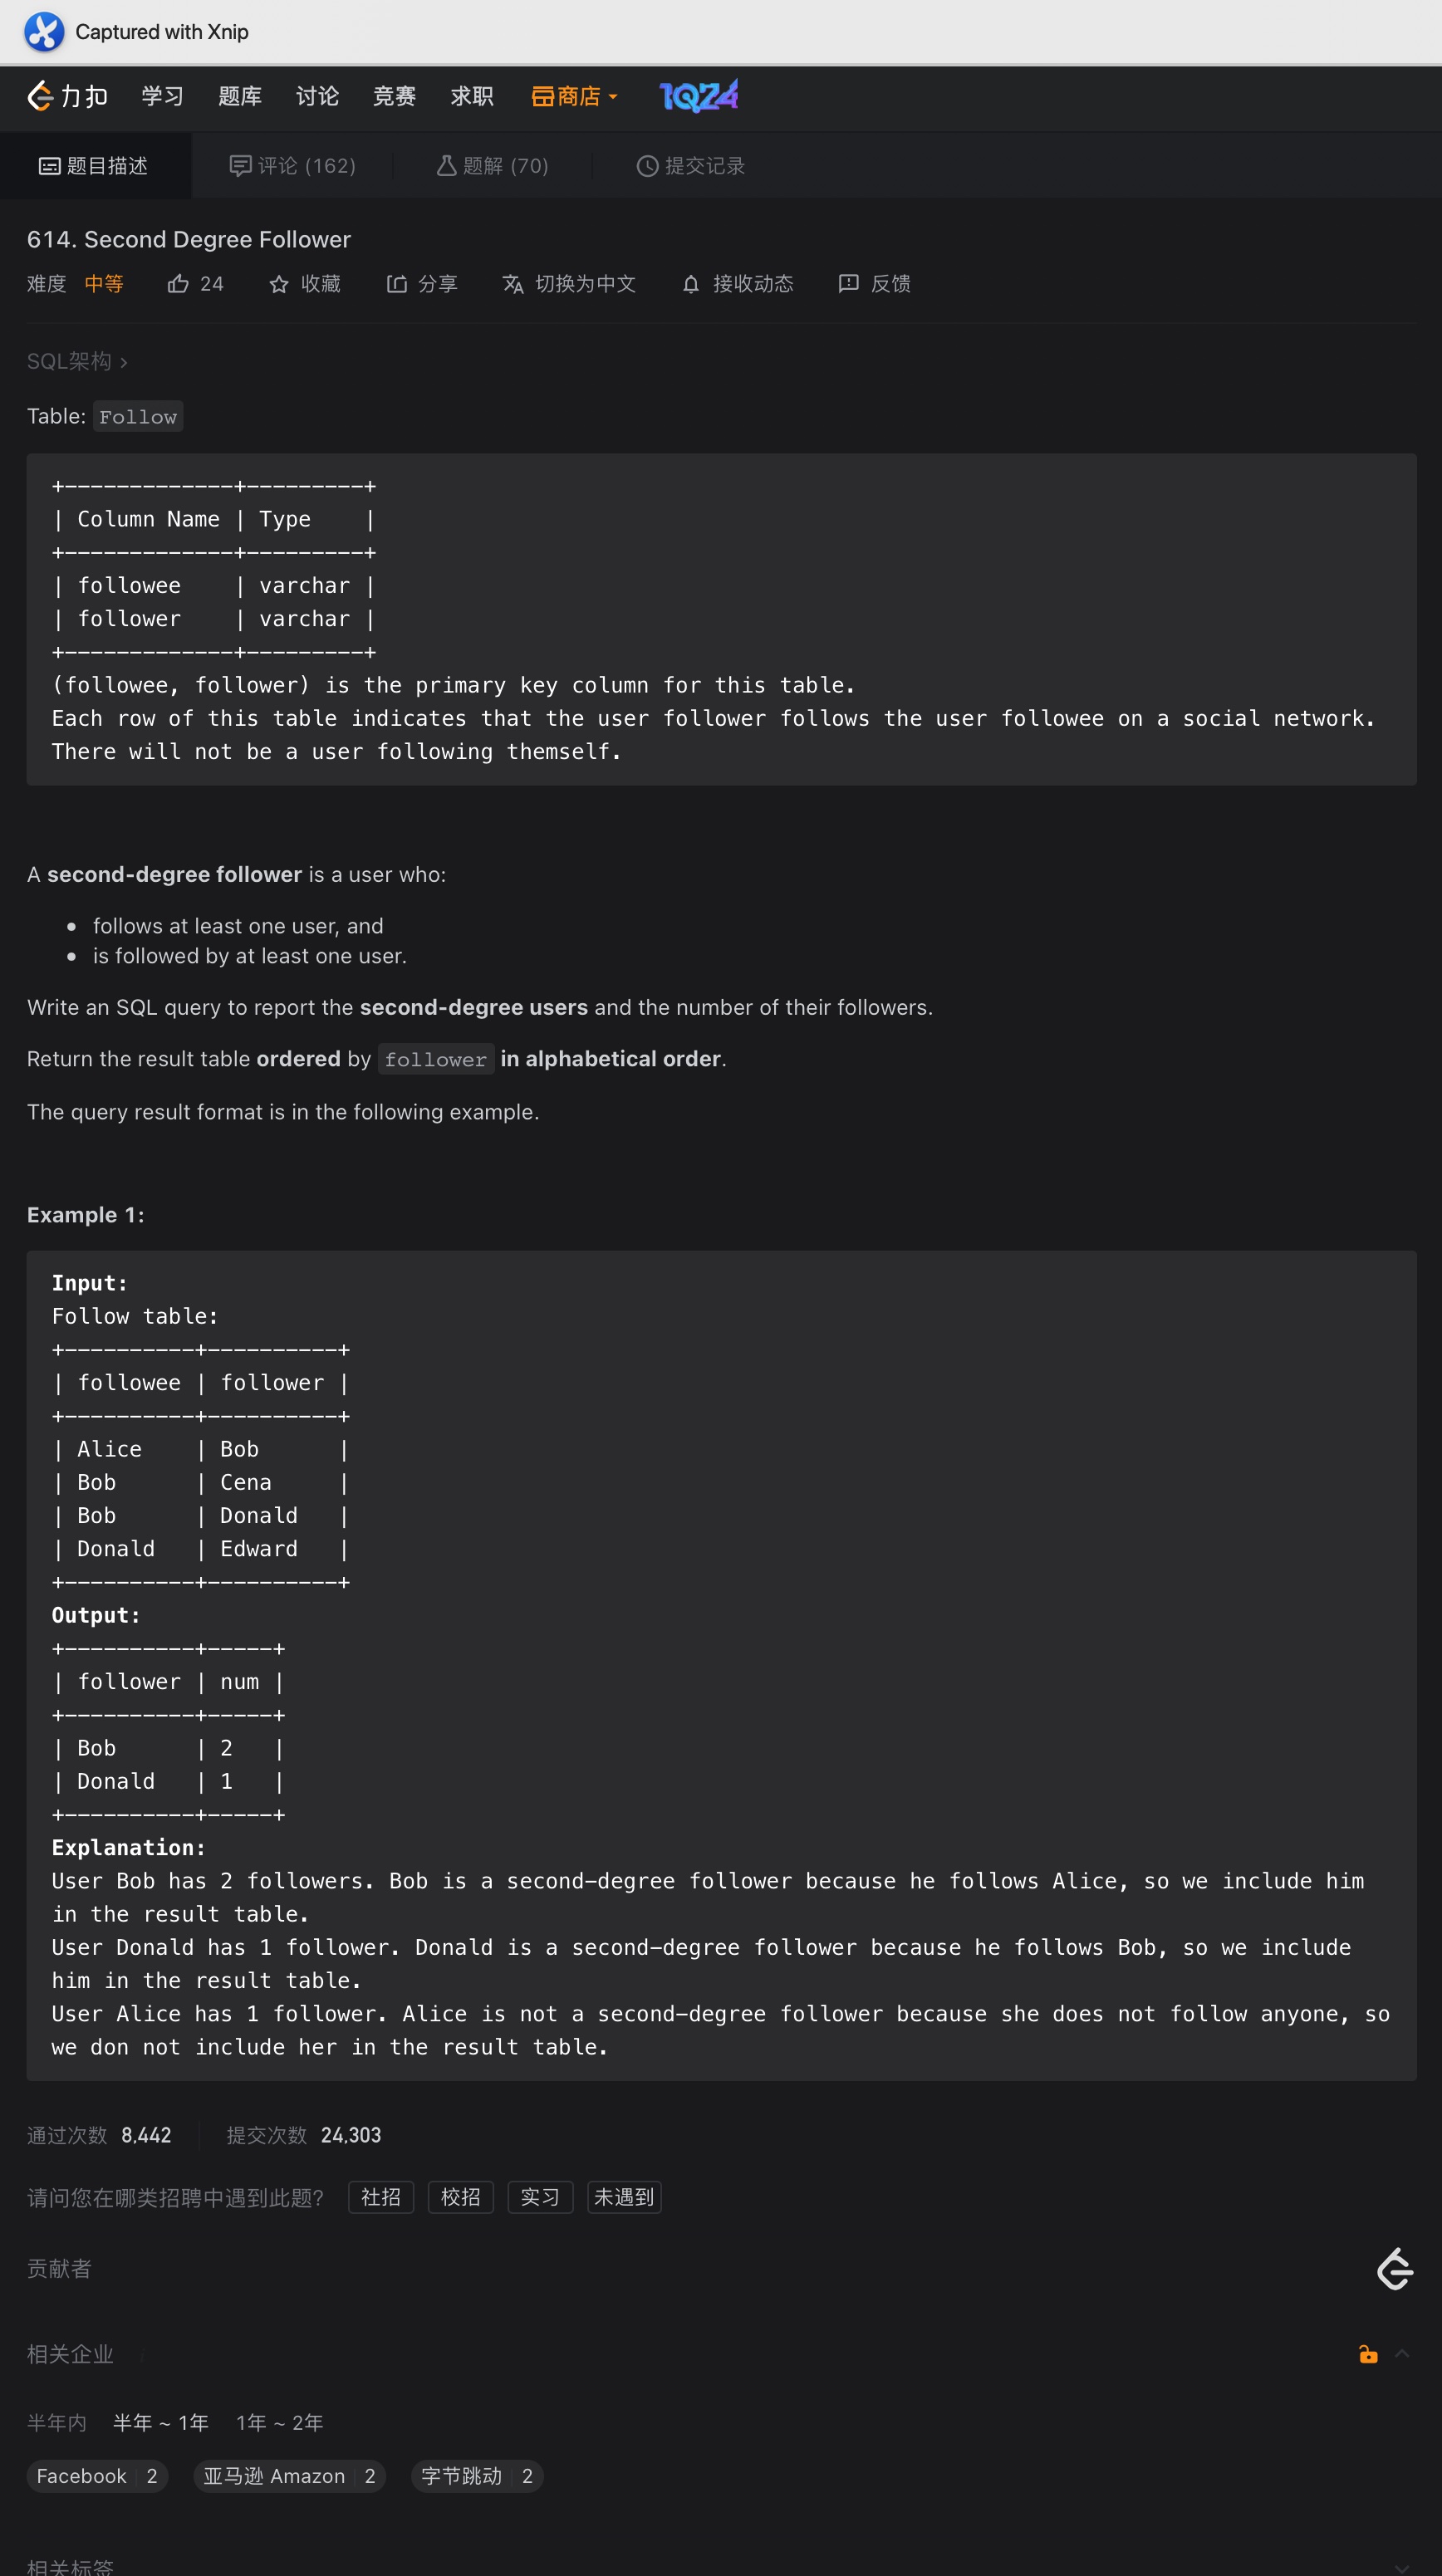 Captured with Xnip
力扣 学习 题库 讨论 竞赛 求职 商店 1Q24
题目描述 评论 (162) 题解 (70) 提交记录
614. Second Degree Follower
难度 中等 24 收藏 分享 切换为中文 接收动态 反馈
SQL架构 >
Table: Follow
+-------------+---------+
| Column Name | Type    |
+-------------+---------+
| followee    | varchar |
| follower    | varchar |
+-------------+---------+
(followee, follower) is the primary key column for this table.
Each row of this table indicates that the user follower follows the user followee on a social network.
There will not be a user following themself.
A second-degree follower is a user who:
• follows at least one user, and
• is followed by at least one user.
Write an SQL query to report the second-degree users and the number of their followers.
Return the result table ordered by follower in alphabetical order.
The query result format is in the following example.
Example 1:
Input:
Follow table:
+----------+----------+
| followee | follower |
+----------+----------+
| Alice    | Bob      |
| Bob      | Cena     |
| Bob      | Donald   |
| Donald   | Edward   |
+----------+----------+
Output:
+----------+-----+
| follower | num |
+----------+-----+
| Bob      | 2   |
| Donald   | 1   |
+----------+-----+
Explanation:
User Bob has 2 followers. Bob is a second-degree follower because he follows Alice, so we include him
in the result table.
User Donald has 1 follower. Donald is a second-degree follower because he follows Bob, so we include
him in the result table.
User Alice has 1 follower. Alice is not a second-degree follower because she does not follow anyone, so
we don not include her in the result table.
通过次数 8,442 提交次数 24,303
请问您在哪类招聘中遇到此题? 社招 校招 实习 未遇到
贡献者
相关企业
半年内 半年 ~ 1年 1年 ~ 2年
Facebook 2 亚马逊 Amazon 2 字节跳动 2
相关标签